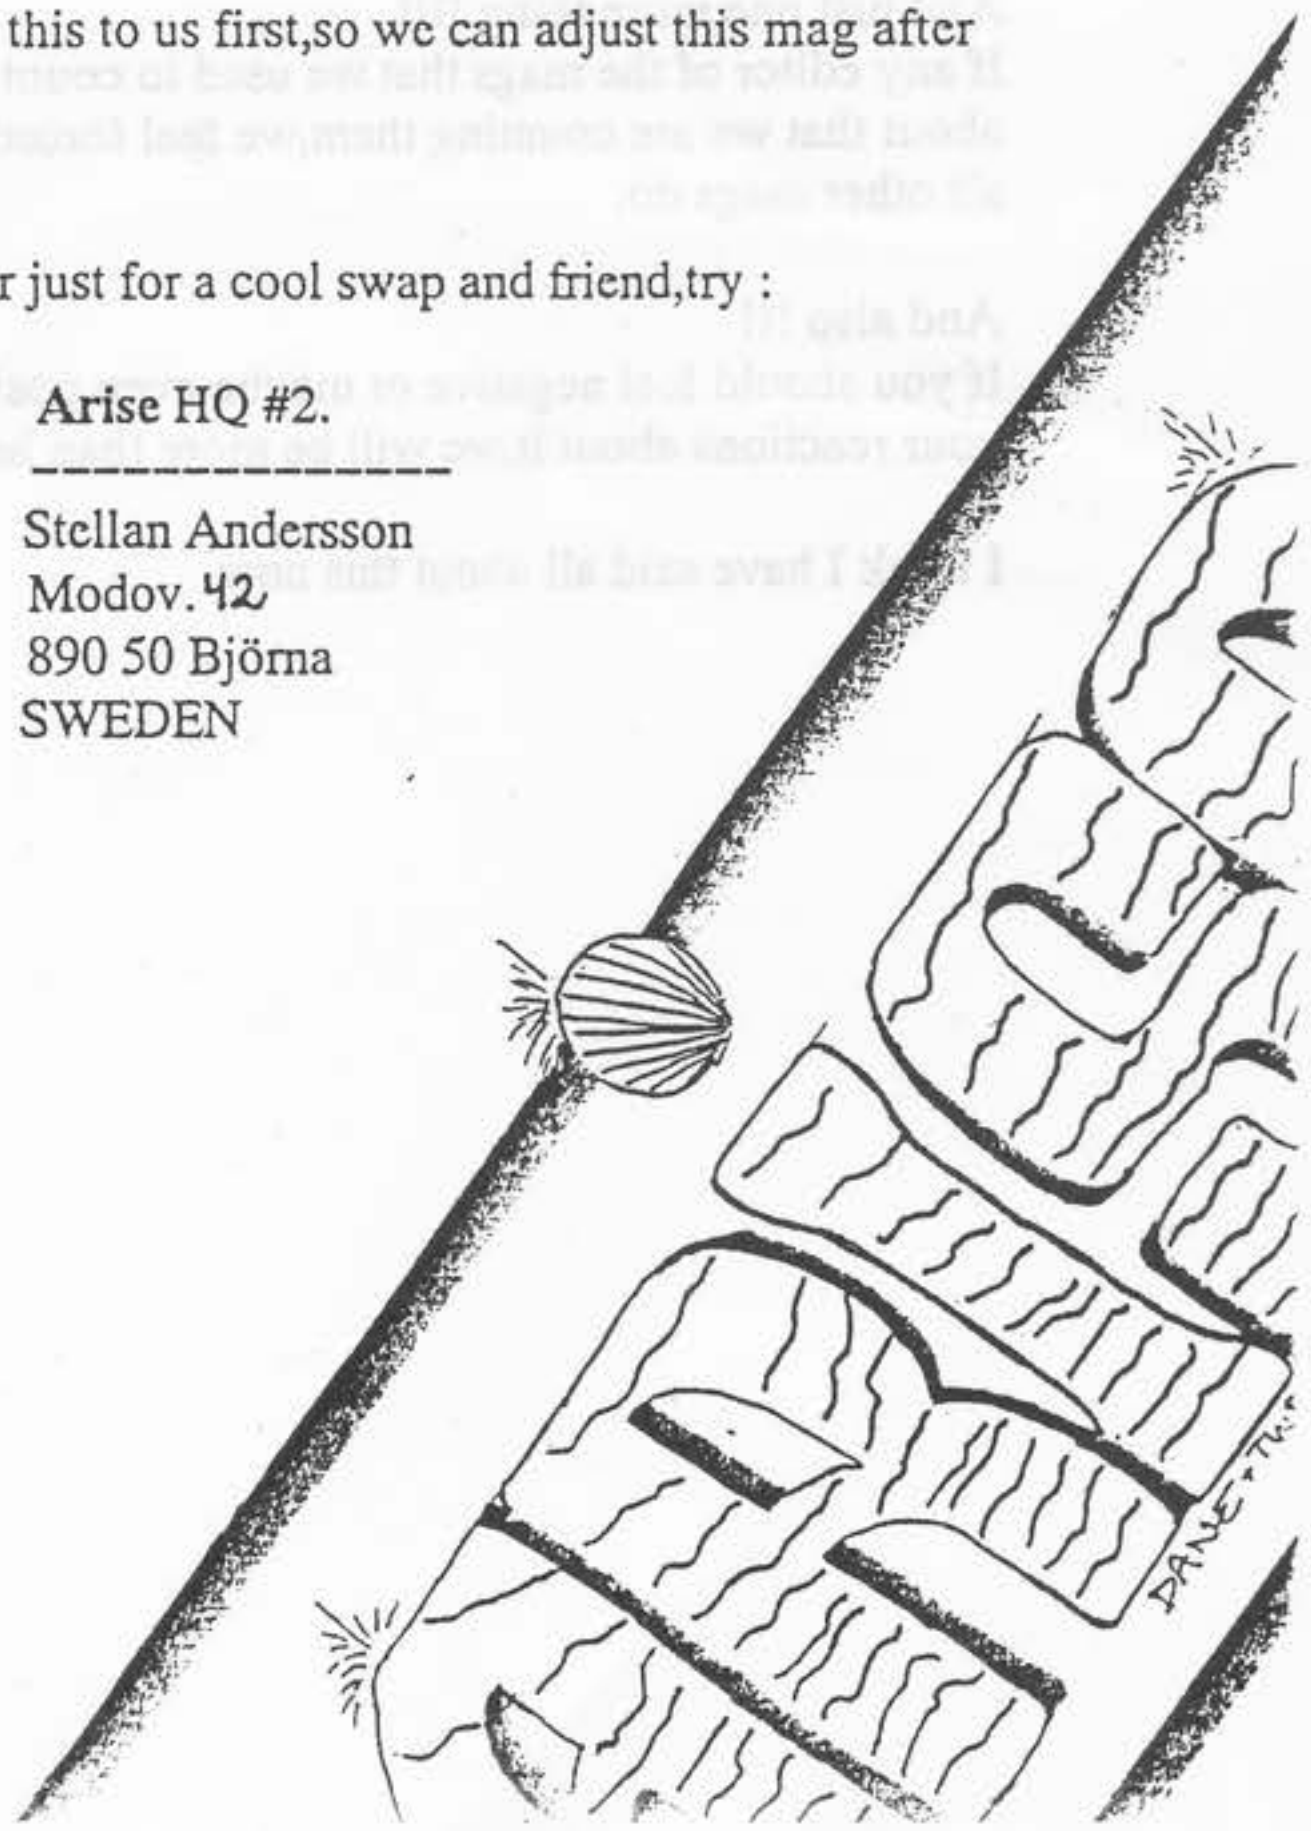 this to us first,so we can adjust this mag after
r just for a cool swap and friend,try :
Arise HQ #2.
---------------
Stellan Andersson
Modov. 42
890 50 Björna
SWEDEN
DANE